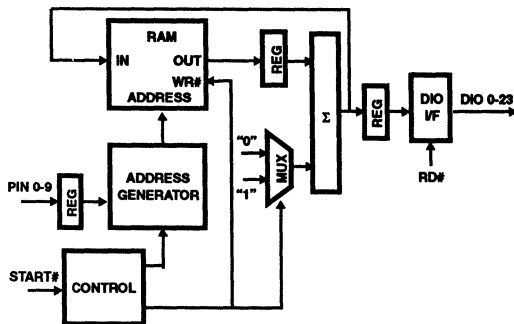 RAM
IN OUT
WR#
ADDRESS
REG
Σ
REG
DIO
I/F
DIO 0-23
RD#
"0"
"1"
MUX
PIN 0-9
REG
ADDRESS
GENERATOR
START#
CONTROL